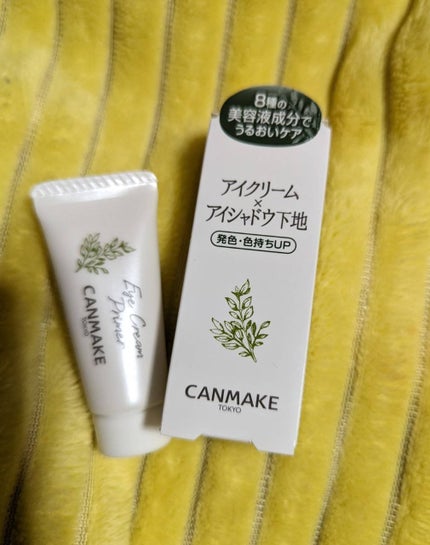 8種の
美容液成分で
うるおいケア
アイクリーム
×
アイシャドウ下地
発色・色持ちUP
CANMAKE
TOKYO
Eye Cream
Primer
CANMAKE
TOKYO